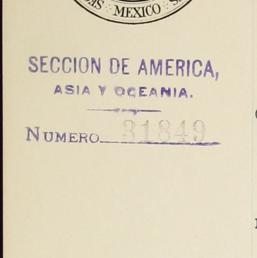 MEXICO
SECCION DE AMERICA,
ASIA Y OCEANIA.
NUMERO 31849